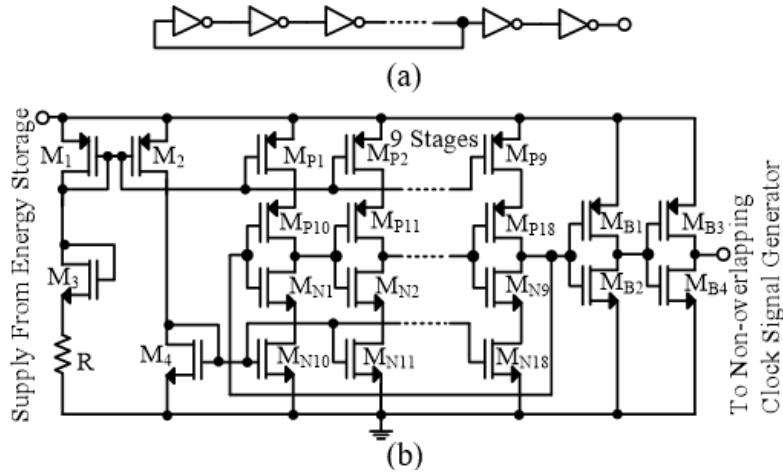 (a)
Supply From Energy Storage
M1
M2
MP1
MP2
9 Stages
MP9
MP10
MP11
MP18
MB1
MB3
M3
MN1
MN2
MN9
MB2
MB4
R
M4
MN10
MN11
MN18
To Non-overlapping
Clock Signal Generator
(b)